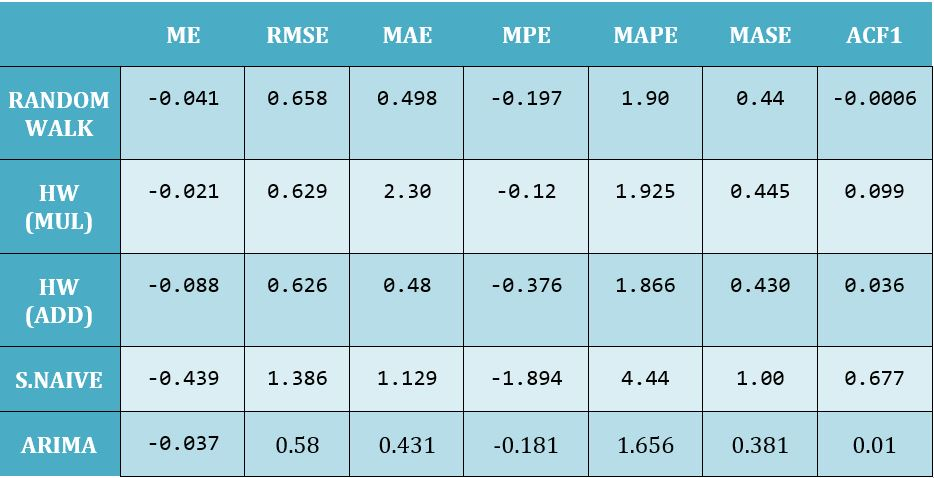 ME RMSE MAE MPE MAPE MASE ACF1
RANDOM WALK -0.041 0.658 0.498 -0.197 1.90 0.44 -0.0006
HW (MUL) -0.021 0.629 2.30 -0.12 1.925 0.445 0.099
HW (ADD) -0.088 0.626 0.48 -0.376 1.866 0.430 0.036
S.NAIVE -0.439 1.386 1.129 -1.894 4.44 1.00 0.677
ARIMA -0.037 0.58 0.431 -0.181 1.656 0.381 0.01